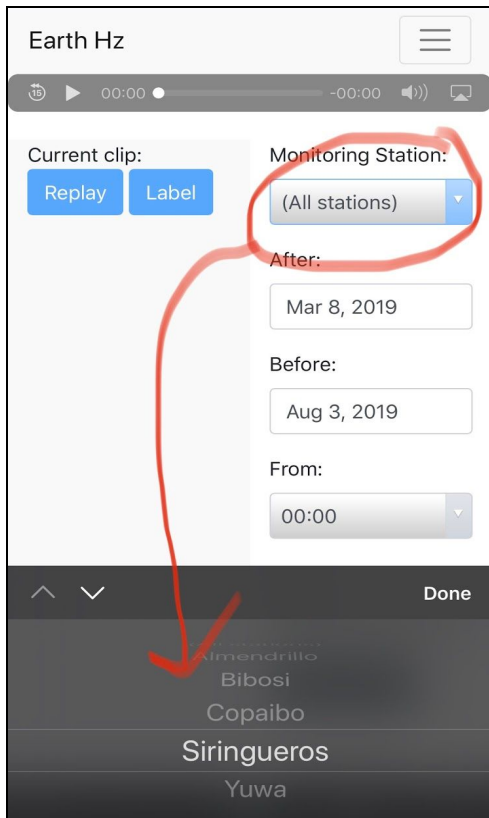 Earth Hz
15 00:00 -00:00
Current clip:
Replay Label
Monitoring Station:
(All stations)
After:
Mar 8, 2019
Before:
Aug 3, 2019
From:
00:00
Done
Almendrillo
Bibosi
Copaibo
Siringueros
Yuwa